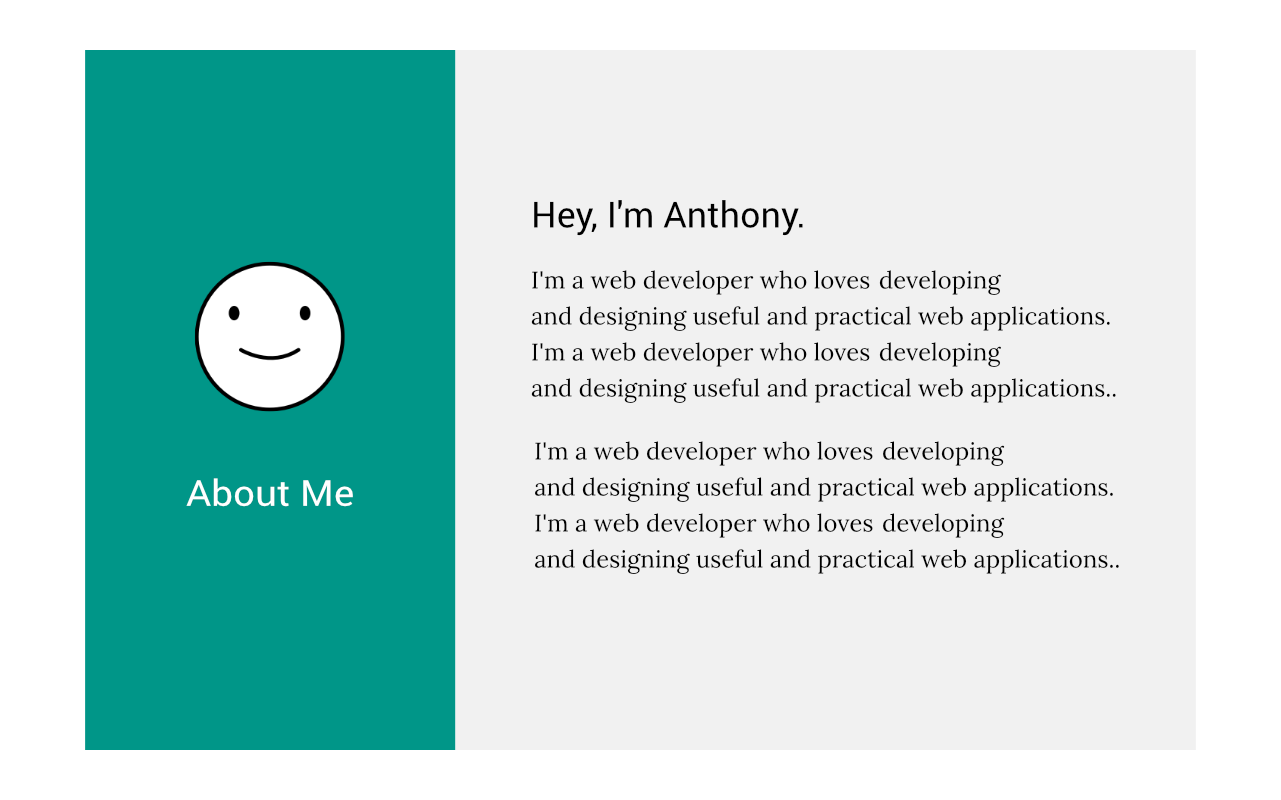 About Me
Hey, I'm Anthony.
I'm a web developer who loves developing
and designing useful and practical web applications.
I'm a web developer who loves developing
and designing useful and practical web applications..
I'm a web developer who loves developing
and designing useful and practical web applications.
I'm a web developer who loves developing
and designing useful and practical web applications..